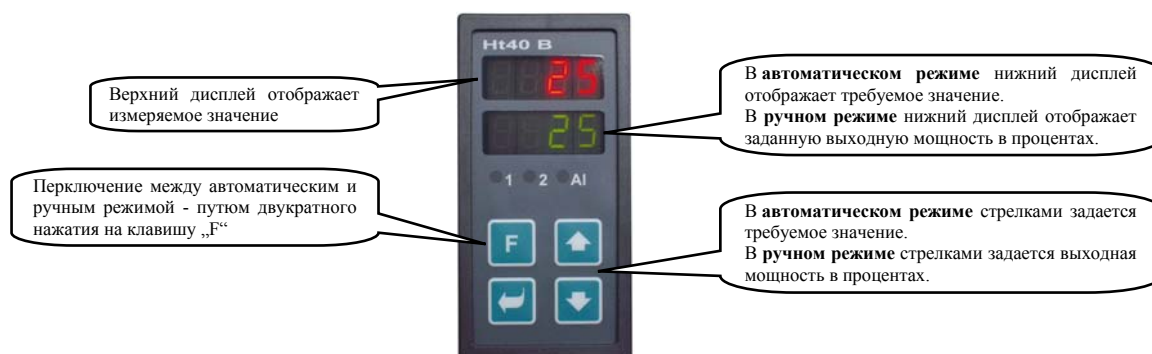 Ht40 B
25
25
1 2 Al
F
Верхний дисплей отображает
измеряемое значение
Перключение между автоматическим и
ручным режимой - путюм двукратного
нажатия на клавишу „F“
В автоматическом режиме нижний дисплей
отображает требуемое значение.
В ручном режиме нижний дисплей отображает
заданную выходную мощность в процентах.
В автоматическом режиме стрелками задается
требуемое значение.
В ручном режиме стрелками задается выходная
мощность в процентах.